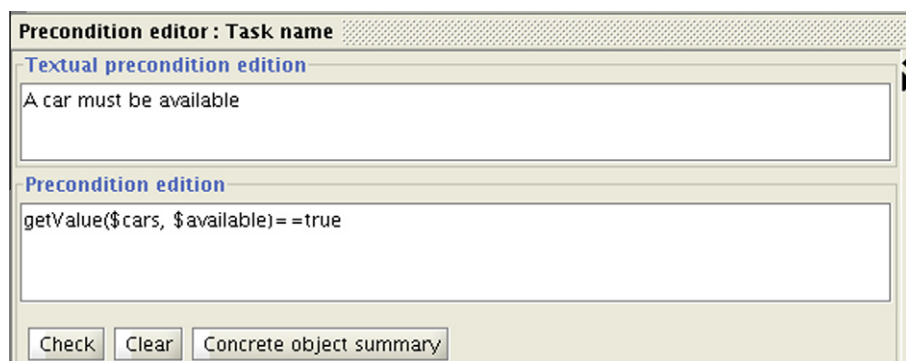 Precondition editor : Task name
Textual precondition edition
A car must be available
Precondition edition
getValue($cars, $available)==true
Check Clear Concrete object summary